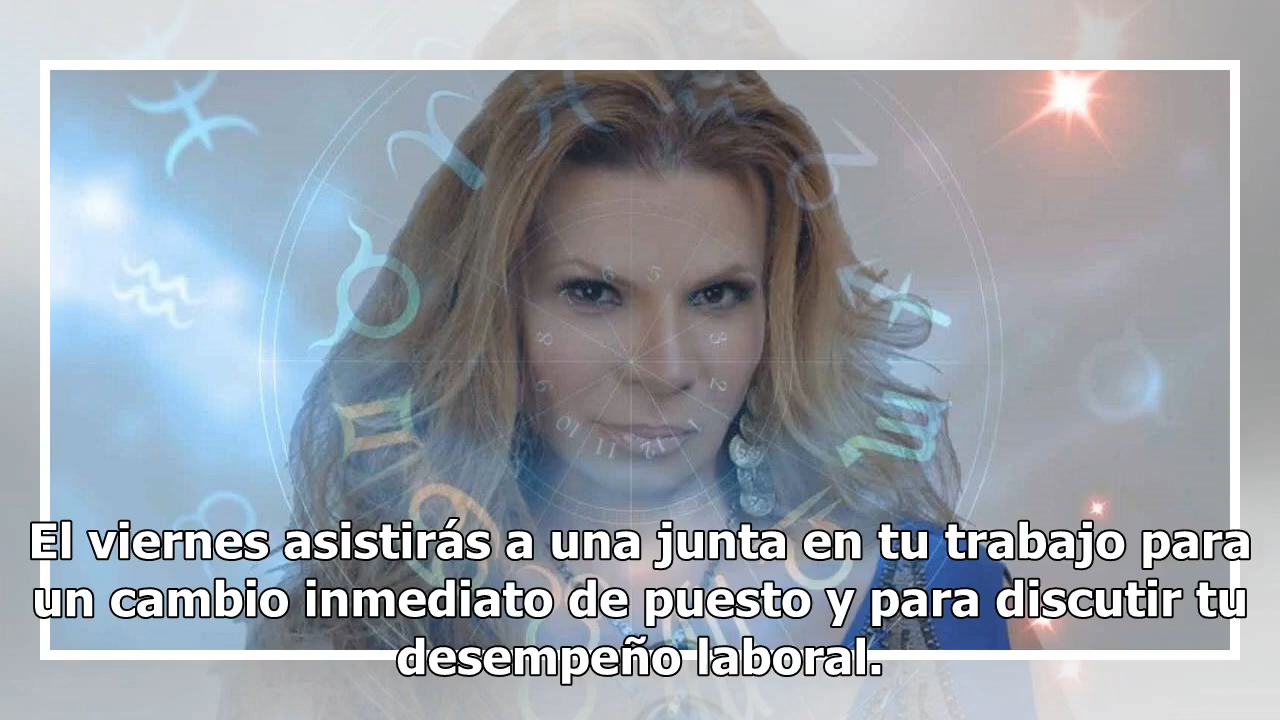 El viernes asistirás a una junta en tu trabajo para
un cambio inmediato de puesto y para discutir tu
desempeño laboral.